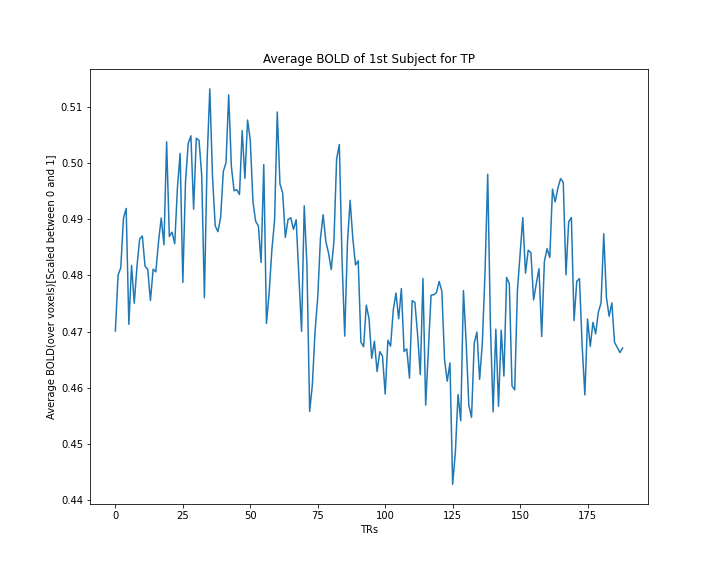 Average BOLD of 1st Subject for TP
Average BOLD(over voxels)[Scaled between 0 and 1]
0.51
0.50
0.49
0.48
0.47
0.46
0.45
0.44
0 25 50 75 100 125 150 175
TRs